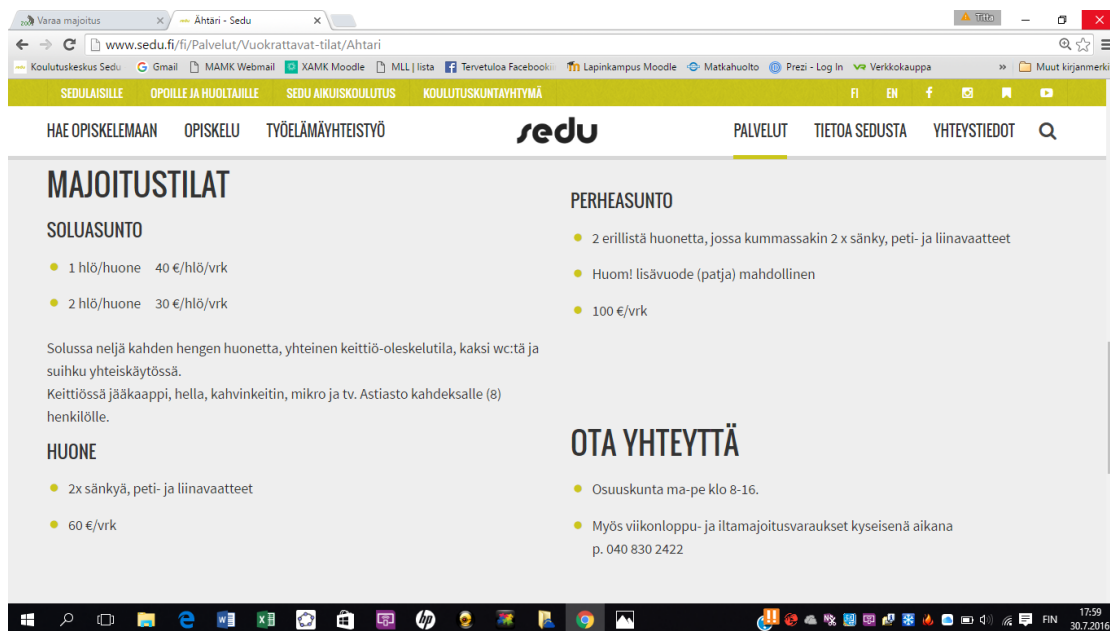 Varaa majoitus
Ähtäri - Sedu
Titta
www.sedu.fi/fi/Palvelut/Vuokrattavat-tilat/Ahtari
Koulutuskeskus Sedu Gmail MAMK Webmail XAMK Moodle MLL | lista Tervetuloa Facebookii Lapinkampus Moodle Matkahuolto Prezi - Log In Verkkokauppa » Muut kirjanmerki
SEDULAISILLE OPOILLE JA HUOLTAJILLE SEDU AIKUISKOULUTUS KOULUTUSKUNTAYHTYMÄ FI EN
HAE OPISKELEMAAN OPISKELU TYÖELÄMÄYHTEISTYÖ sedu PALVELUT TIETOA SEDUSTA YHTEYSTIEDOT
MAJOITUSTILAT
SOLUASUNTO
1 hlö/huone 40 €/hlö/vrk
2 hlö/huone 30 €/hlö/vrk
Solussa neljä kahden hengen huonetta, yhteinen keittiö-oleskelutila, kaksi wc:tä ja
suihku yhteiskäytössä.
Keittiössä jääkaappi, hella, kahvinkeitin, mikro ja tv. Astiasto kahdeksalle (8)
henkilölle.
HUONE
2x sänkyä, peti- ja liinavaatteet
60 €/vrk
PERHEASUNTO
2 erillistä huonetta, jossa kummassakin 2 x sänky, peti- ja liinavaatteet
Huom! lisävuode (patja) mahdollinen
100 €/vrk
OTA YHTEYTTÄ
Osuuskunta ma-pe klo 8-16.
Myös viikonloppu- ja iltamajoitusvaraukset kyseisenä aikana
p. 040 830 2422
FIN
17:59
30.7.2016